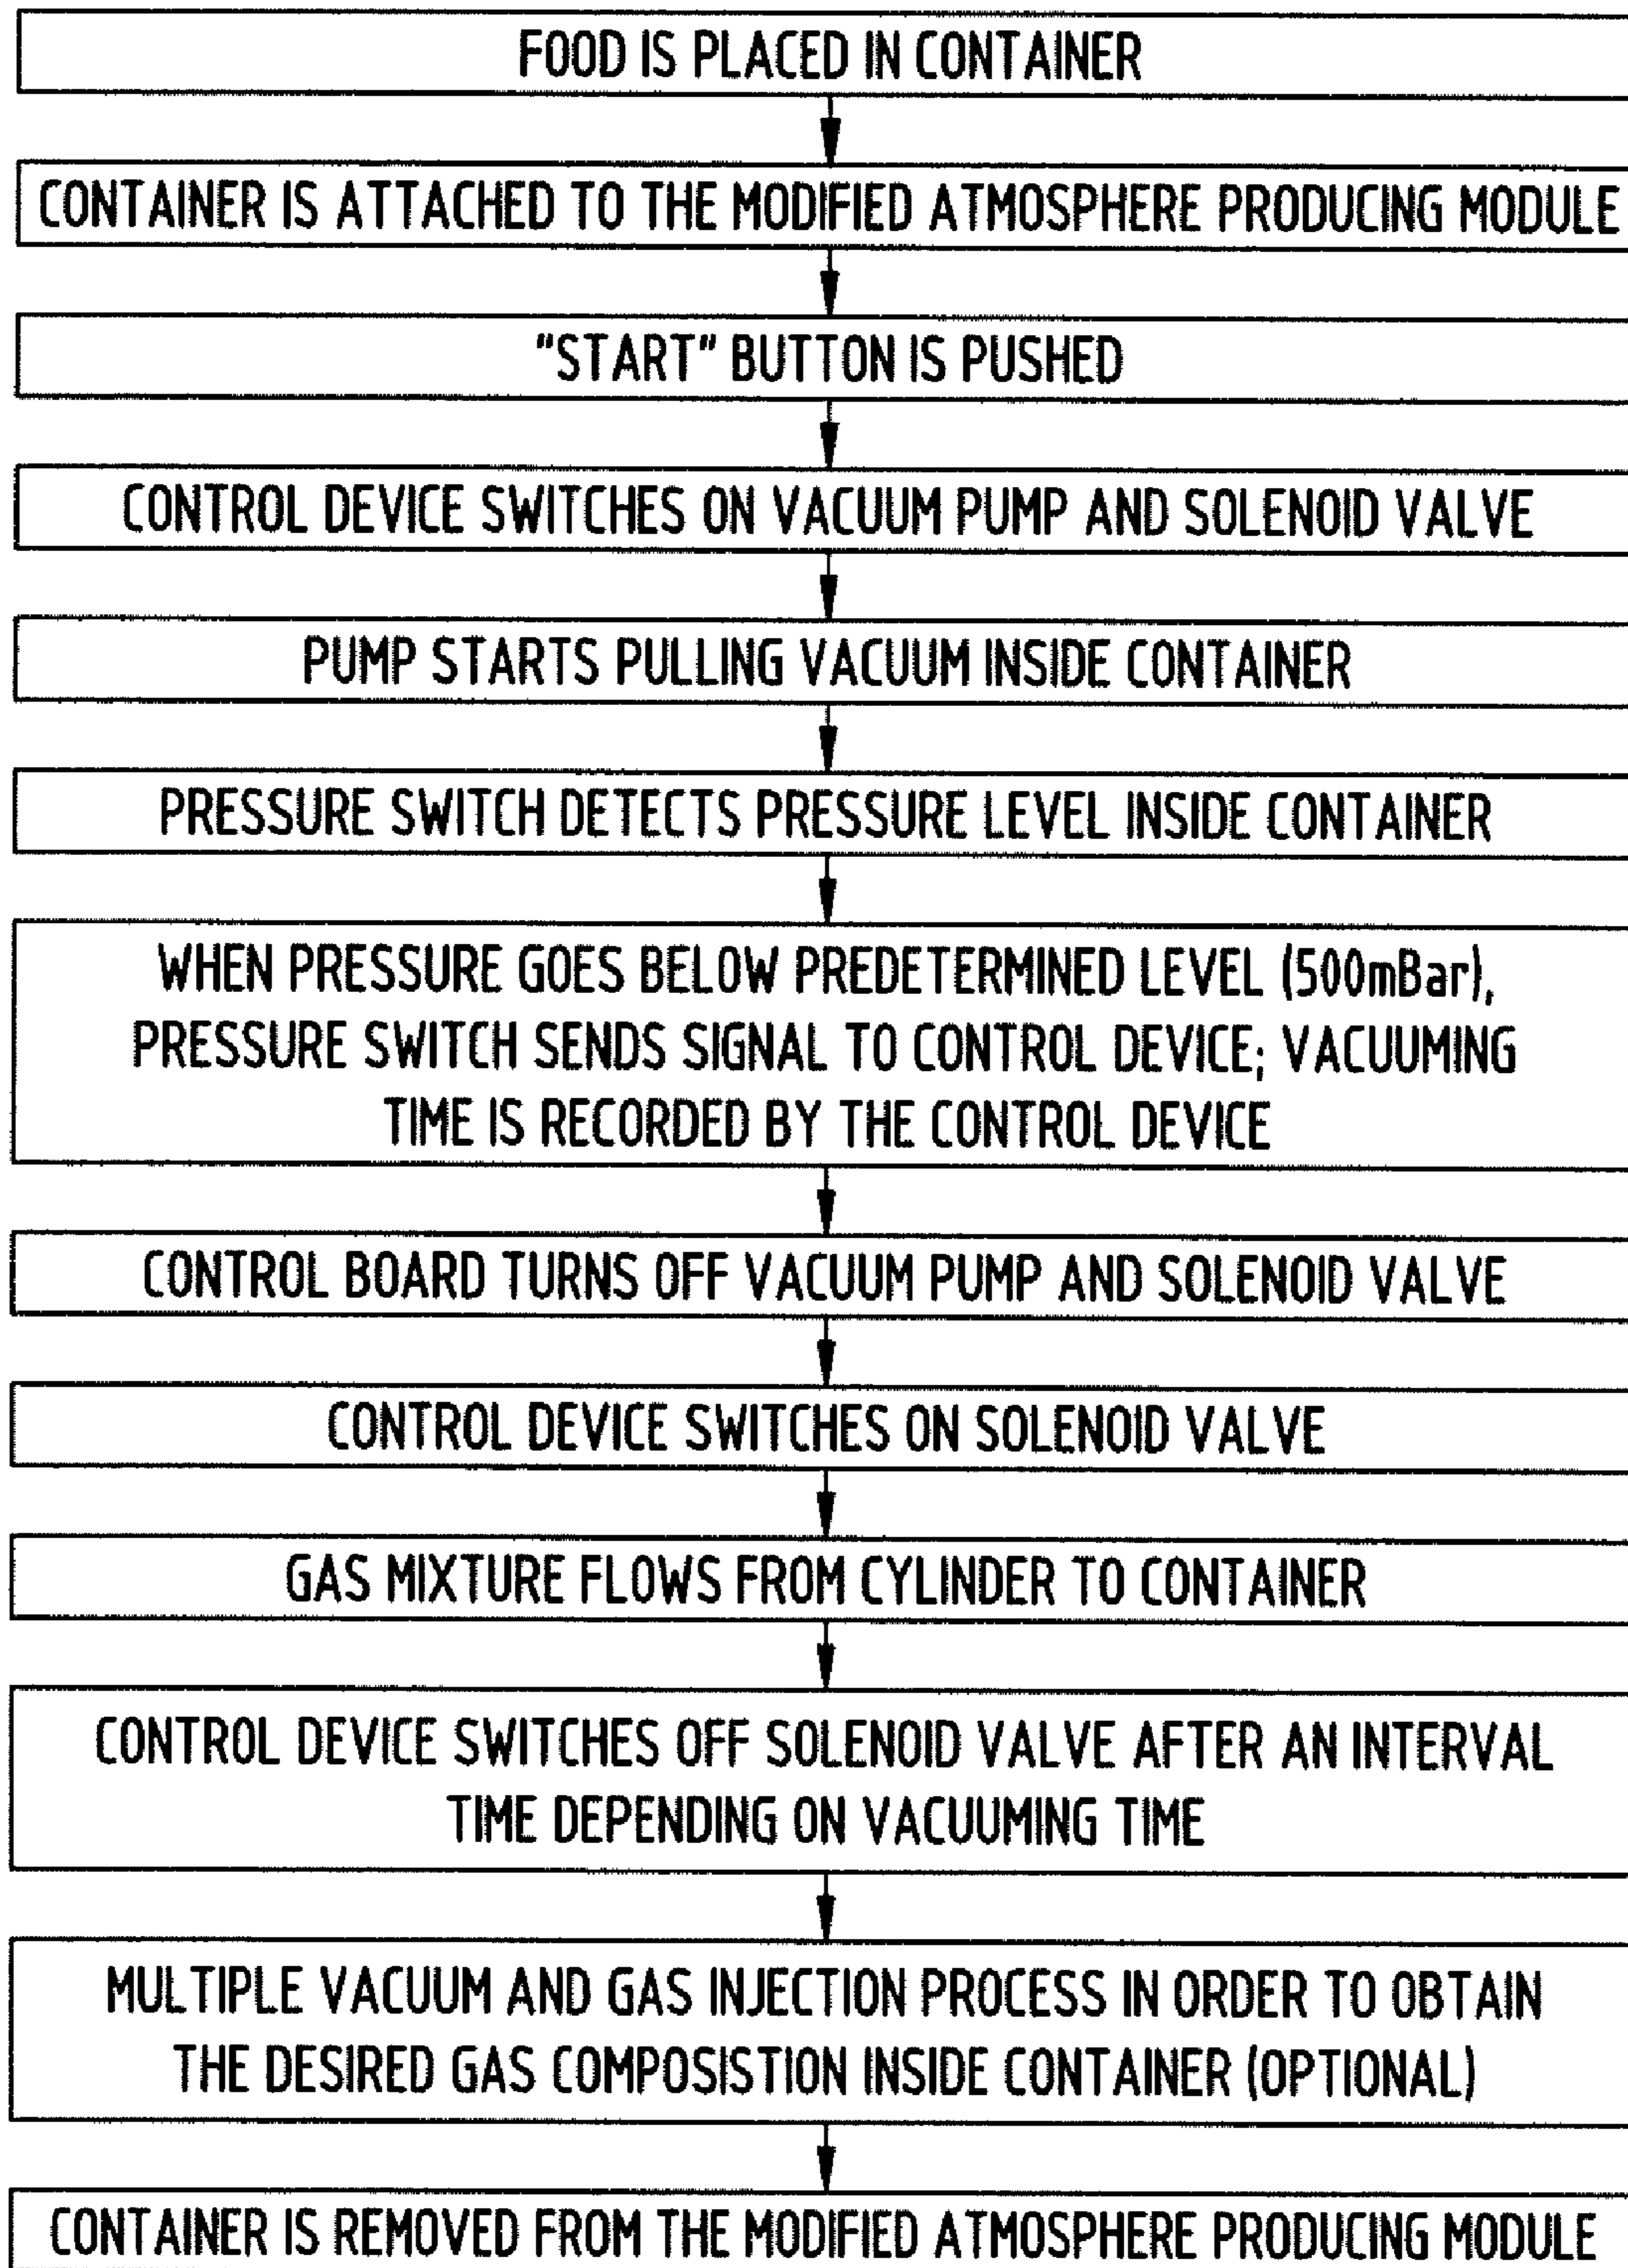 FOOD IS PLACED IN CONTAINER
CONTAINER IS ATTACHED TO THE MODIFIED ATMOSPHERE PRODUCING MODULE
"START" BUTTON IS PUSHED
CONTROL DEVICE SWITCHES ON VACUUM PUMP AND SOLENOID VALVE
PUMP STARTS PULLING VACUUM INSIDE CONTAINER
PRESSURE SWITCH DETECTS PRESSURE LEVEL INSIDE CONTAINER
WHEN PRESSURE GOES BELOW PREDETERMINED LEVEL (500mBar),
PRESSURE SWITCH SENDS SIGNAL TO CONTROL DEVICE; VACUUMING
TIME IS RECORDED BY THE CONTROL DEVICE
CONTROL BOARD TURNS OFF VACUUM PUMP AND SOLENOID VALVE
CONTROL DEVICE SWITCHES ON SOLENOID VALVE
GAS MIXTURE FLOWS FROM CYLINDER TO CONTAINER
CONTROL DEVICE SWITCHES OFF SOLENOID VALVE AFTER AN INTERVAL
TIME DEPENDING ON VACUUMING TIME
MULTIPLE VACUUM AND GAS INJECTION PROCESS IN ORDER TO OBTAIN
THE DESIRED GAS COMPOSISTION INSIDE CONTAINER (OPTIONAL)
CONTAINER IS REMOVED FROM THE MODIFIED ATMOSPHERE PRODUCING MODULE